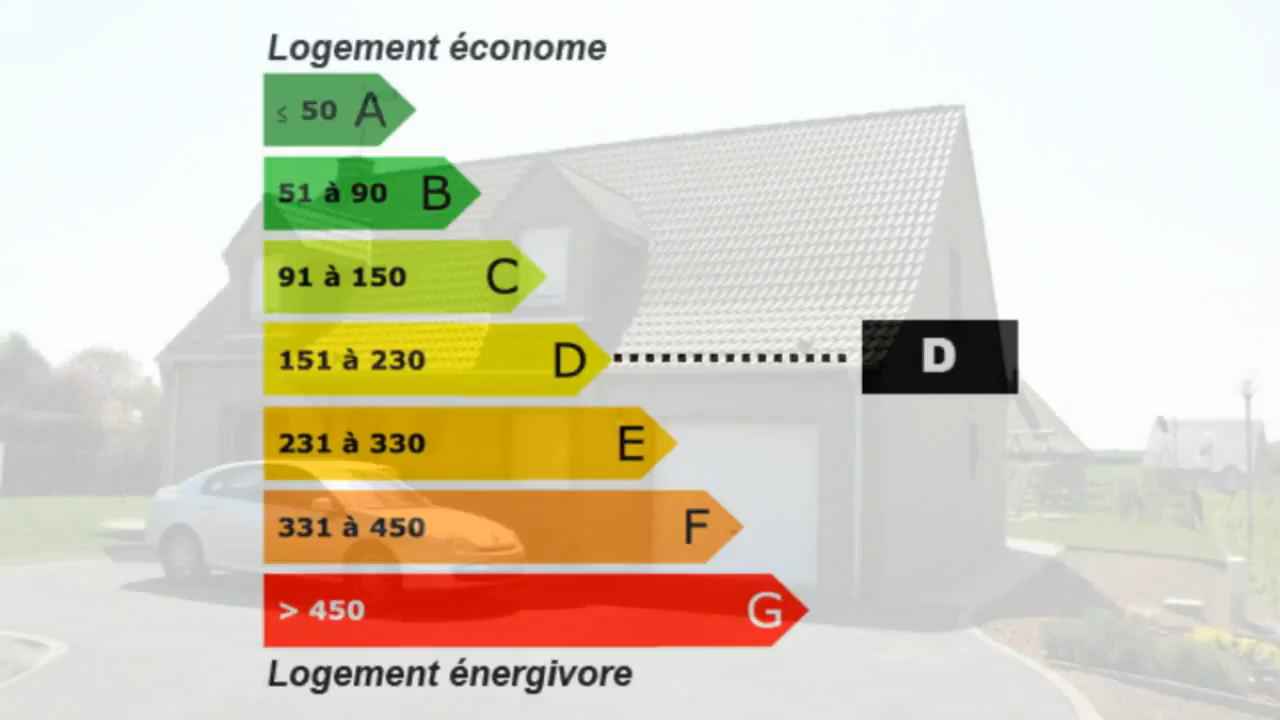 Logement économe
≤ 50 A
51 à 90 B
91 à 150 C
151 à 230 D D
231 à 330 E
331 à 450 F
> 450 G
Logement énergivore